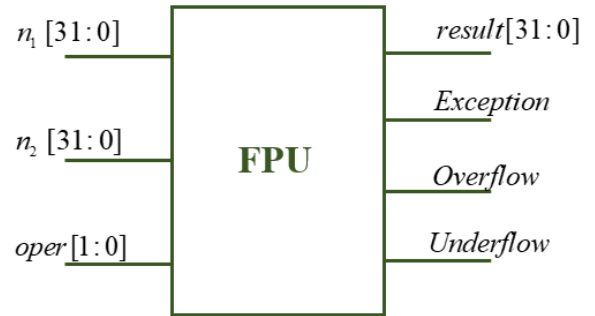 n₁ [31:0]
n₂ [31:0]
oper[1:0]
FPU
result[31:0]
Exception
Overflow
Underflow